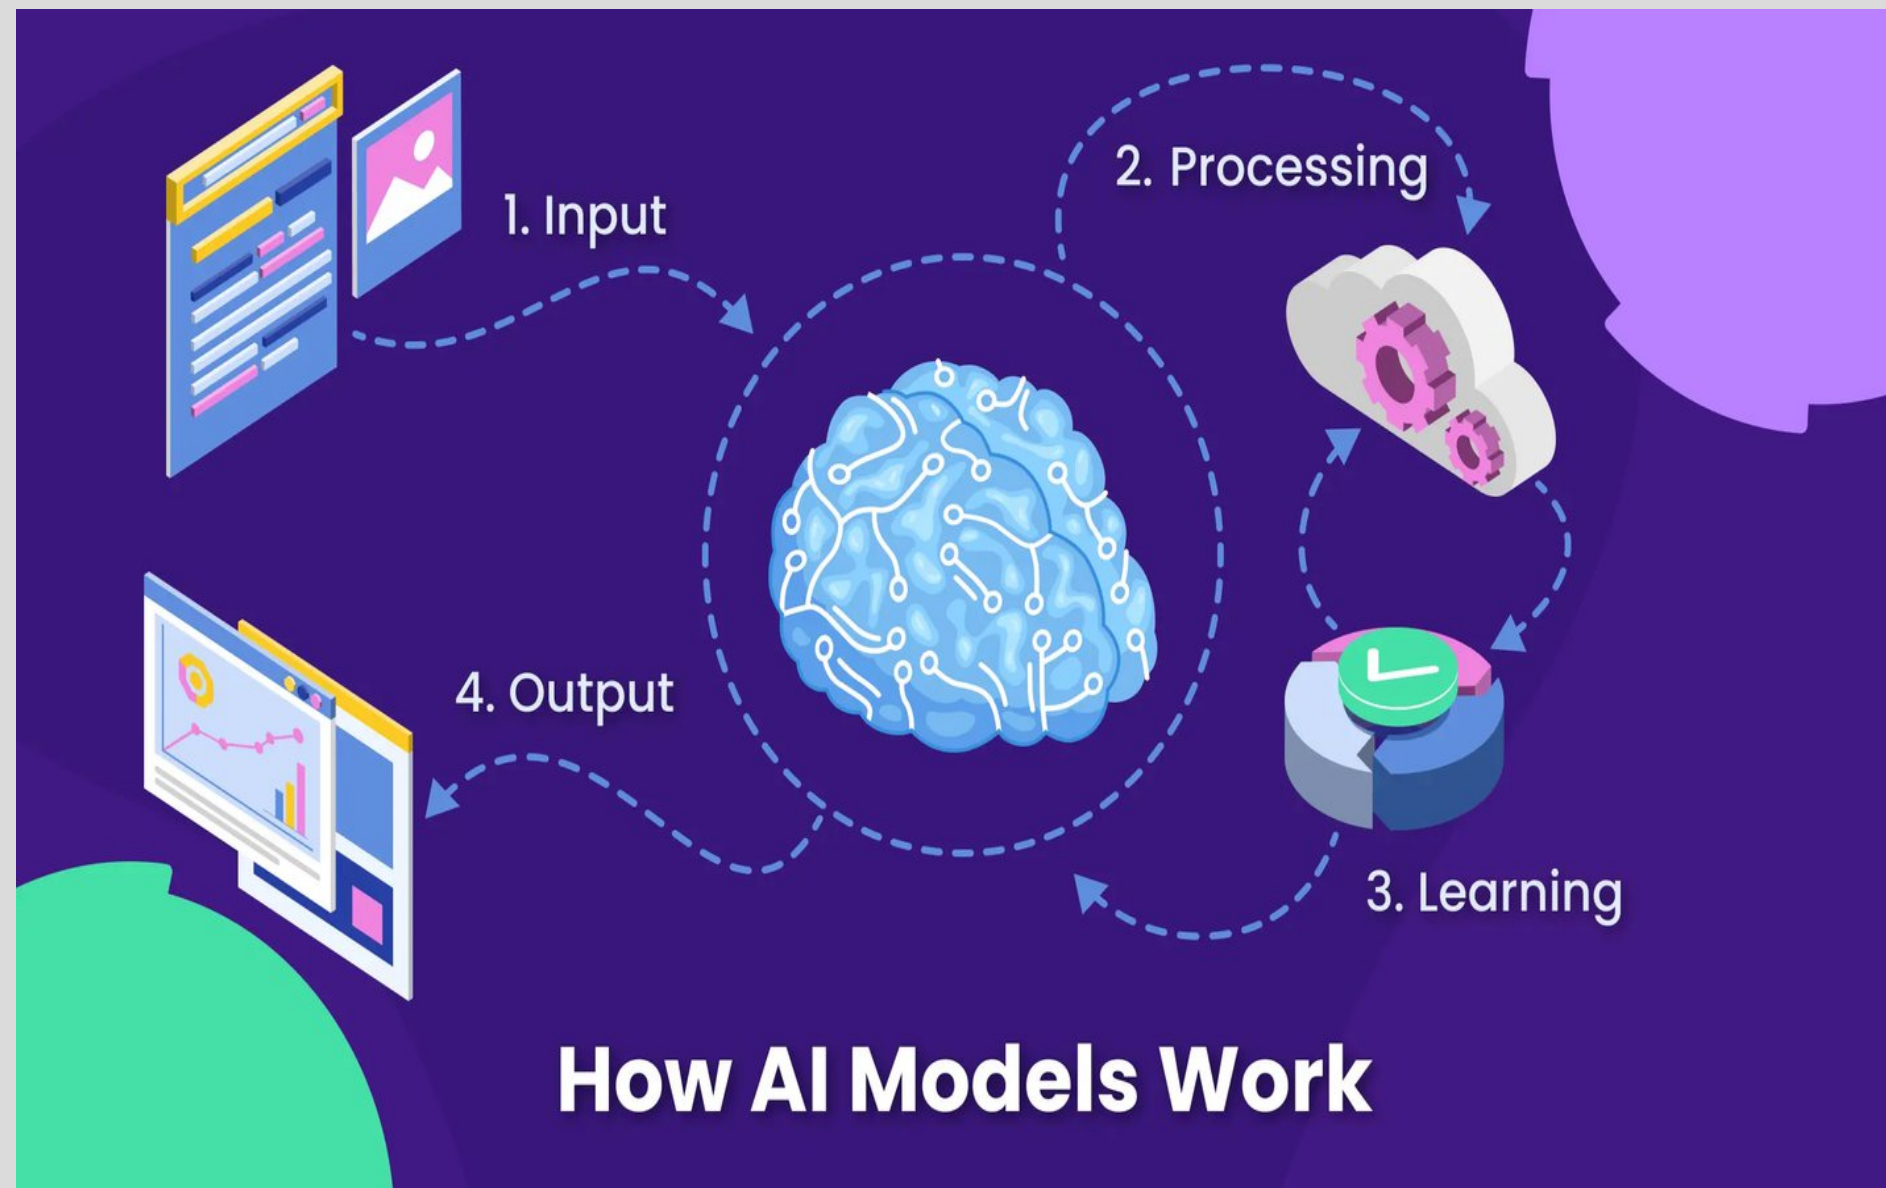 1. Input
2. Processing
3. Learning
4. Output
How AI Models Work